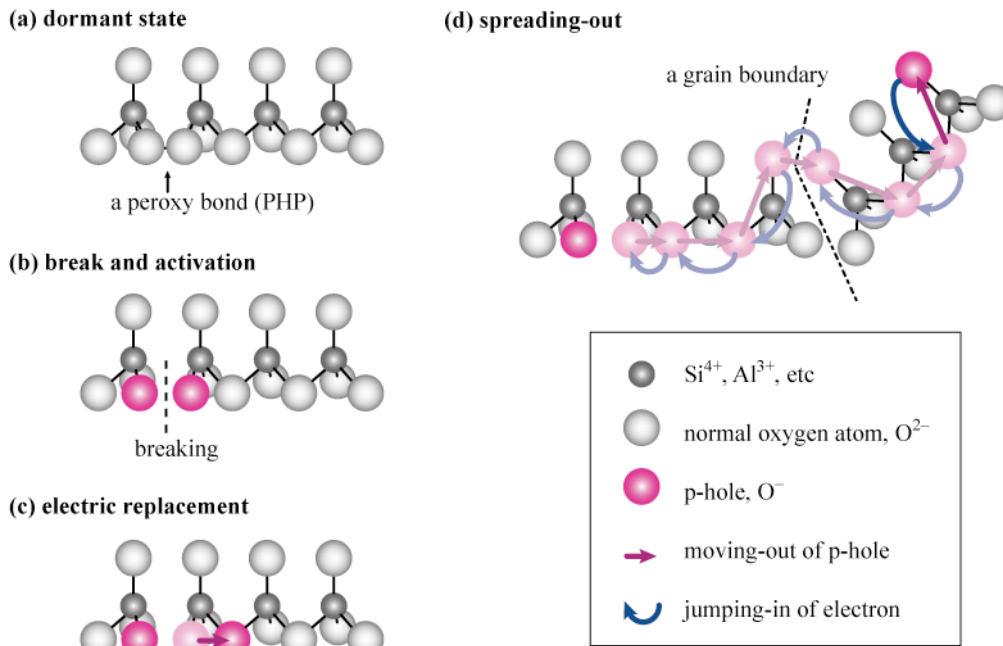 (a) dormant state
a peroxy bond (PHP)
(b) break and activation
breaking
(c) electric replacement
(d) spreading-out
a grain boundary
Si⁴⁺, Al³⁺, etc
normal oxygen atom, O²⁻
p-hole, O⁻
moving-out of p-hole
jumping-in of electron